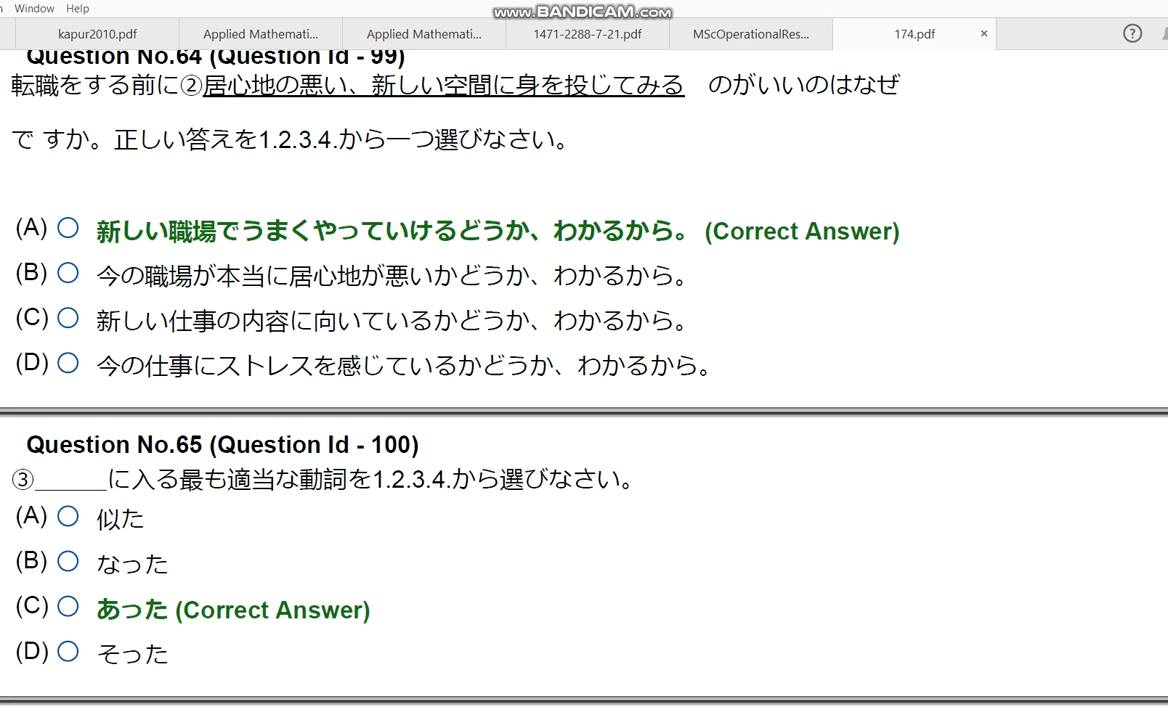 Window Help
www.BANDICAM.com
kapur2010.pdf
Applied Mathemati...
Applied Mathemati...
1471-2288-7-21.pdf
MScOperationalRes...
174.pdf ×
?
Question No.64 (Question Id - 99)
転職をする前に②居心地の悪い、新しい空間に身を投じてみる のがいいのはなぜ
で すか。正しい答えを1.2.3.4.から一つ選びなさい。
(A) 新しい職場でうまくやっていけるどうか、わかるから。 (Correct Answer)
(B) 今の職場が本当に居心地が悪いかどうか、わかるから。
(C) 新しい仕事の内容に向いているかどうか、わかるから。
(D) 今の仕事にストレスを感じているかどうか、わかるから。
Question No.65 (Question Id - 100)
③______に入る最も適当な動詞を1.2.3.4.から選びなさい。
(A) 似た
(B) なった
(C) あった (Correct Answer)
(D) そった